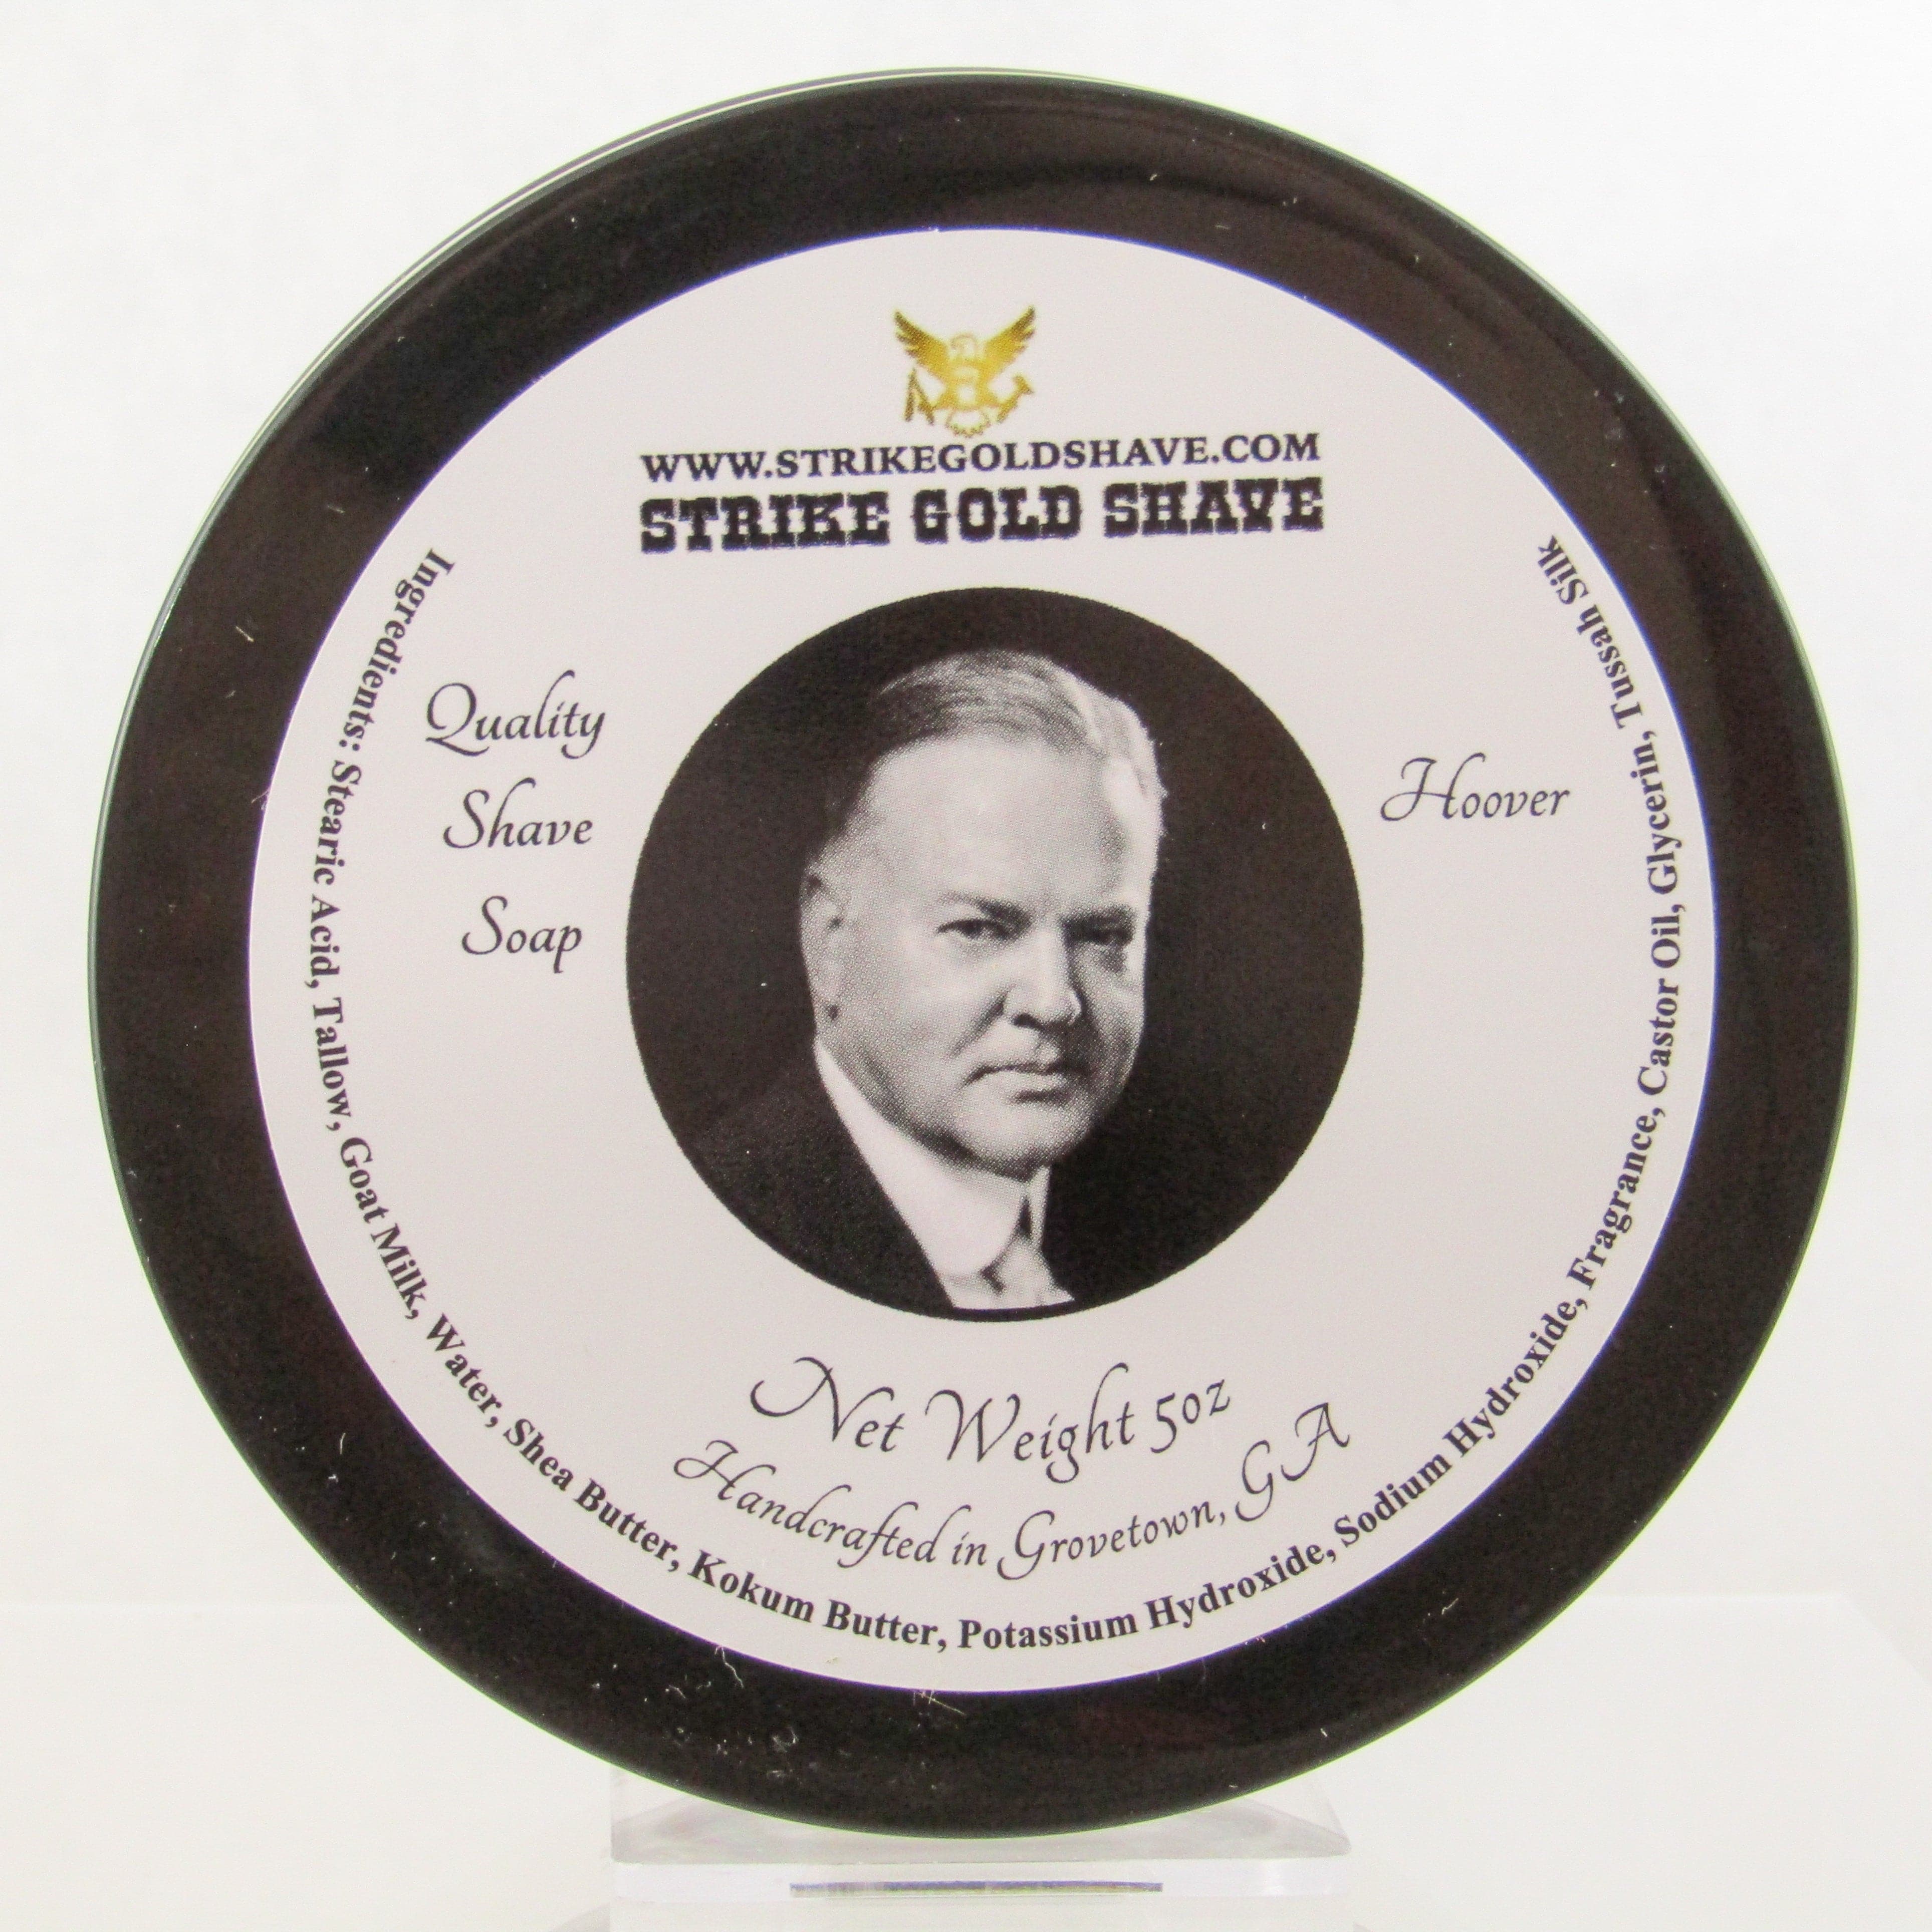 WWW.STRIKEGOLDSHAVE.COM
STRIKE GOLD SHAVE
Quality
Shave
Soap
Hoover
Net Weight 5oz
Handcrafted in Grovetown, GA
Ingredients: Stearic Acid, Tallow, Goat Milk, Water, Shea Butter, Kokum Butter, Potassium Hydroxide, Sodium Hydroxide, Fragrance, Castor Oil, Glycerin, Tussah Silk